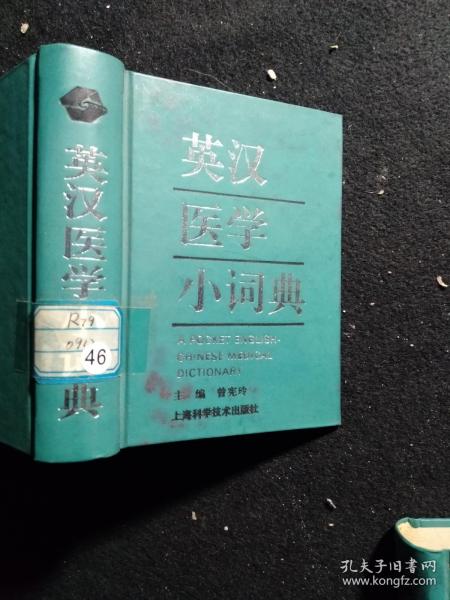 英汉医学
典
R79
46
英汉
医学
小词典
A POCKET ENGLISH-
CHINESE MEDICAL
DICTIONARY
主编 曾宪玲
上海科学技术出版社
孔夫子旧书网
www.kongfz.com